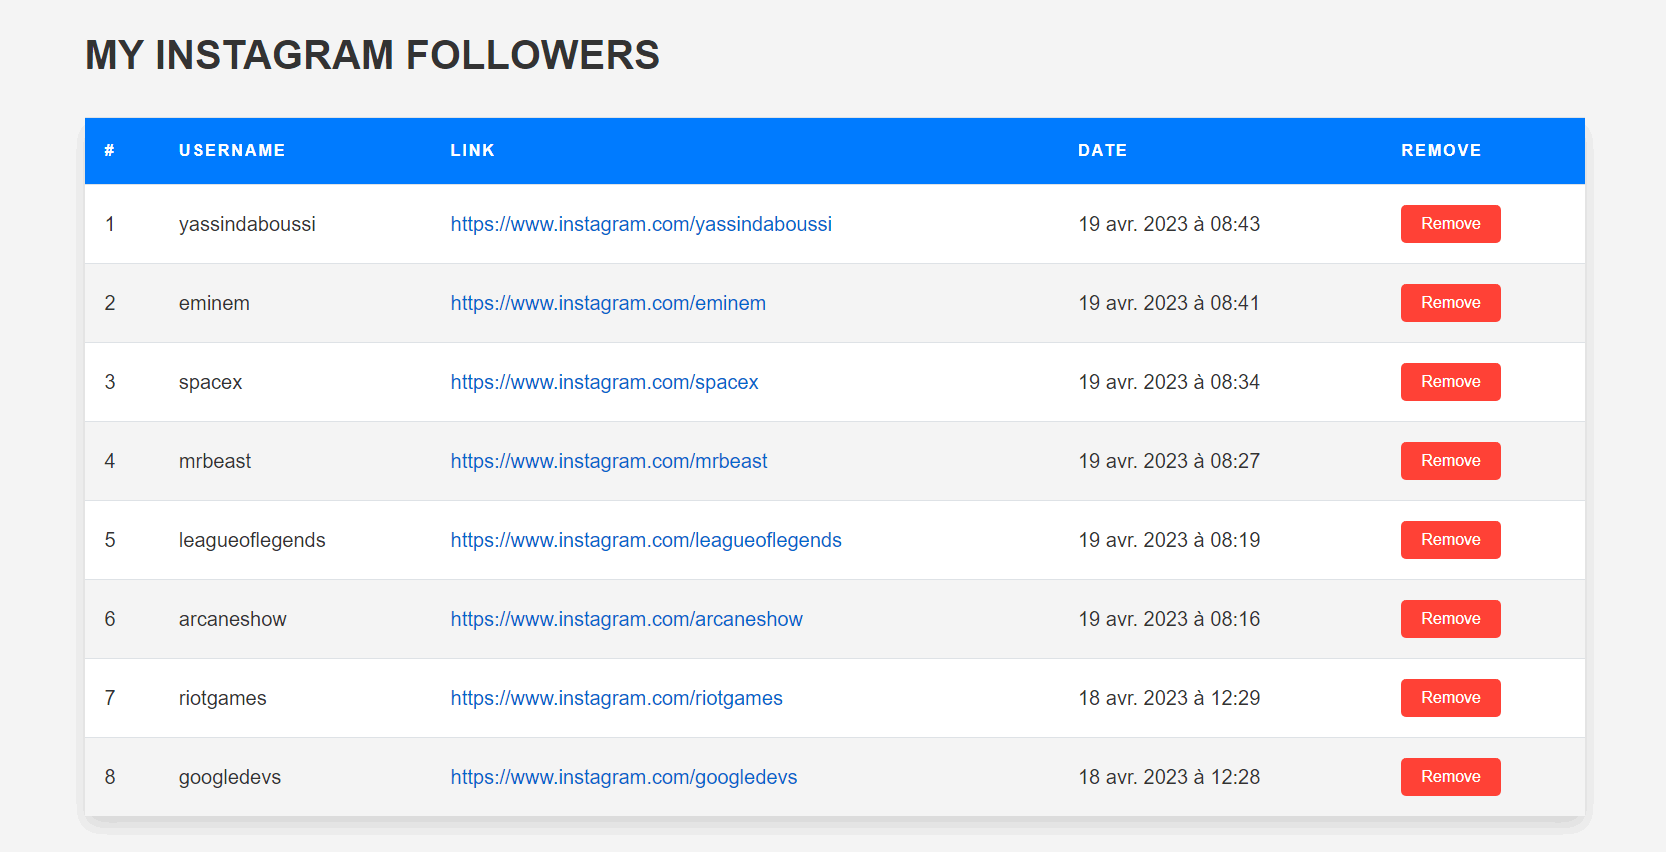 MY INSTAGRAM FOLLOWERS
# USERNAME LINK DATE REMOVE
1 yassindaboussi https://www.instagram.com/yassindaboussi 19 avr. 2023 à 08:43 Remove
2 eminem https://www.instagram.com/eminem 19 avr. 2023 à 08:41 Remove
3 spacex https://www.instagram.com/spacex 19 avr. 2023 à 08:34 Remove
4 mrbeast https://www.instagram.com/mrbeast 19 avr. 2023 à 08:27 Remove
5 leagueoflegends https://www.instagram.com/leagueoflegends 19 avr. 2023 à 08:19 Remove
6 arcaneshow https://www.instagram.com/arcaneshow 19 avr. 2023 à 08:16 Remove
7 riotgames https://www.instagram.com/riotgames 18 avr. 2023 à 12:29 Remove
8 googledevs https://www.instagram.com/googledevs 18 avr. 2023 à 12:28 Remove